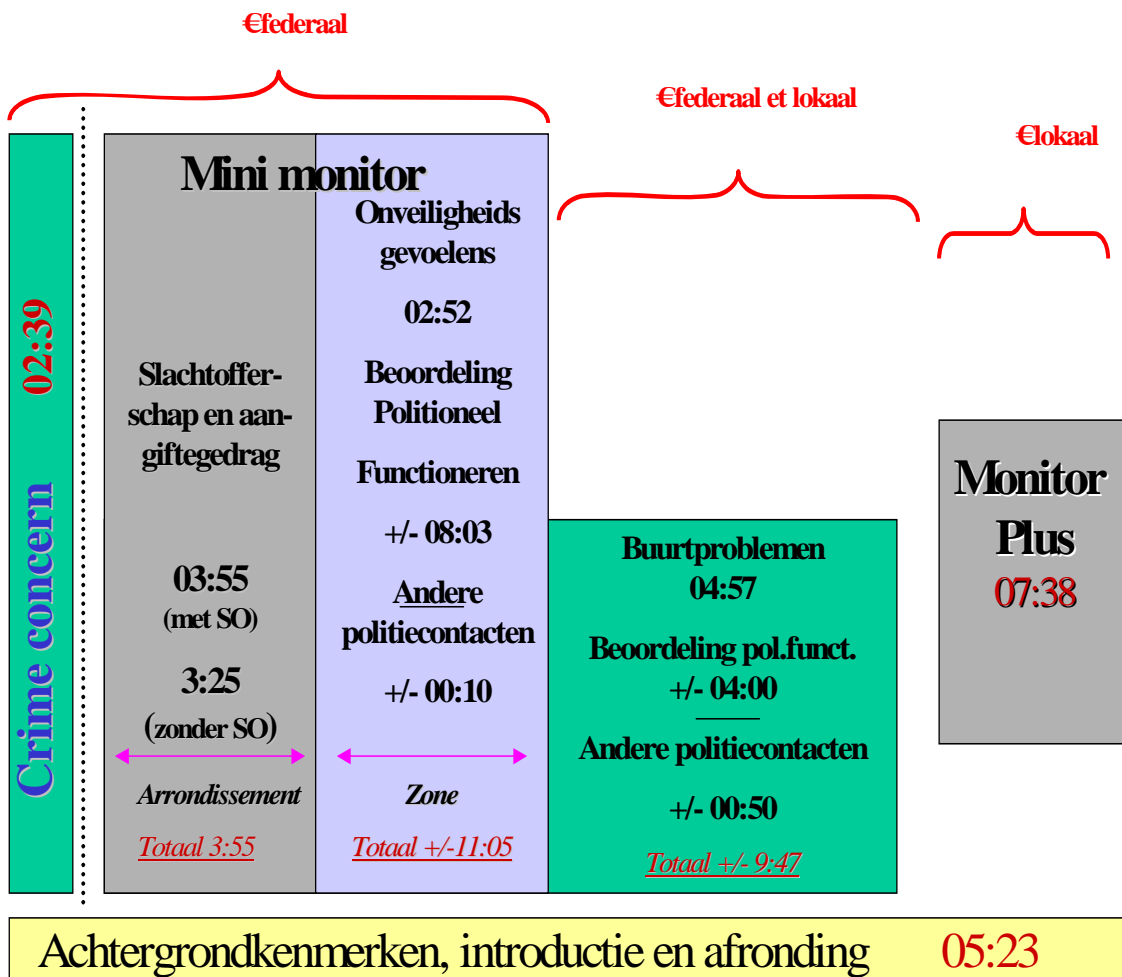 €federaal
€federaal et lokaal
€lokaal
Crime concern 02:39
Mini monitor
Slachtoffer-
schap en aan-
giftegedrag
03:55
(met SO)
3:25
(zonder SO)
Arrondissement
Totaal 3:55
Onveiligheids
gevoelens
02:52
Beoordeling
Politioneel
Functioneren
+/- 08:03
Andere
politiecontacten
+/- 00:10
Zone
Totaal +/-11:05
Buurtproblemen
04:57
Beoordeling pol.funct.
+/- 04:00
Andere politiecontacten
+/- 00:50
Totaal +/- 9:47
Monitor
Plus
07:38
Achtergrondkenmerken, introductie en afronding 05:23